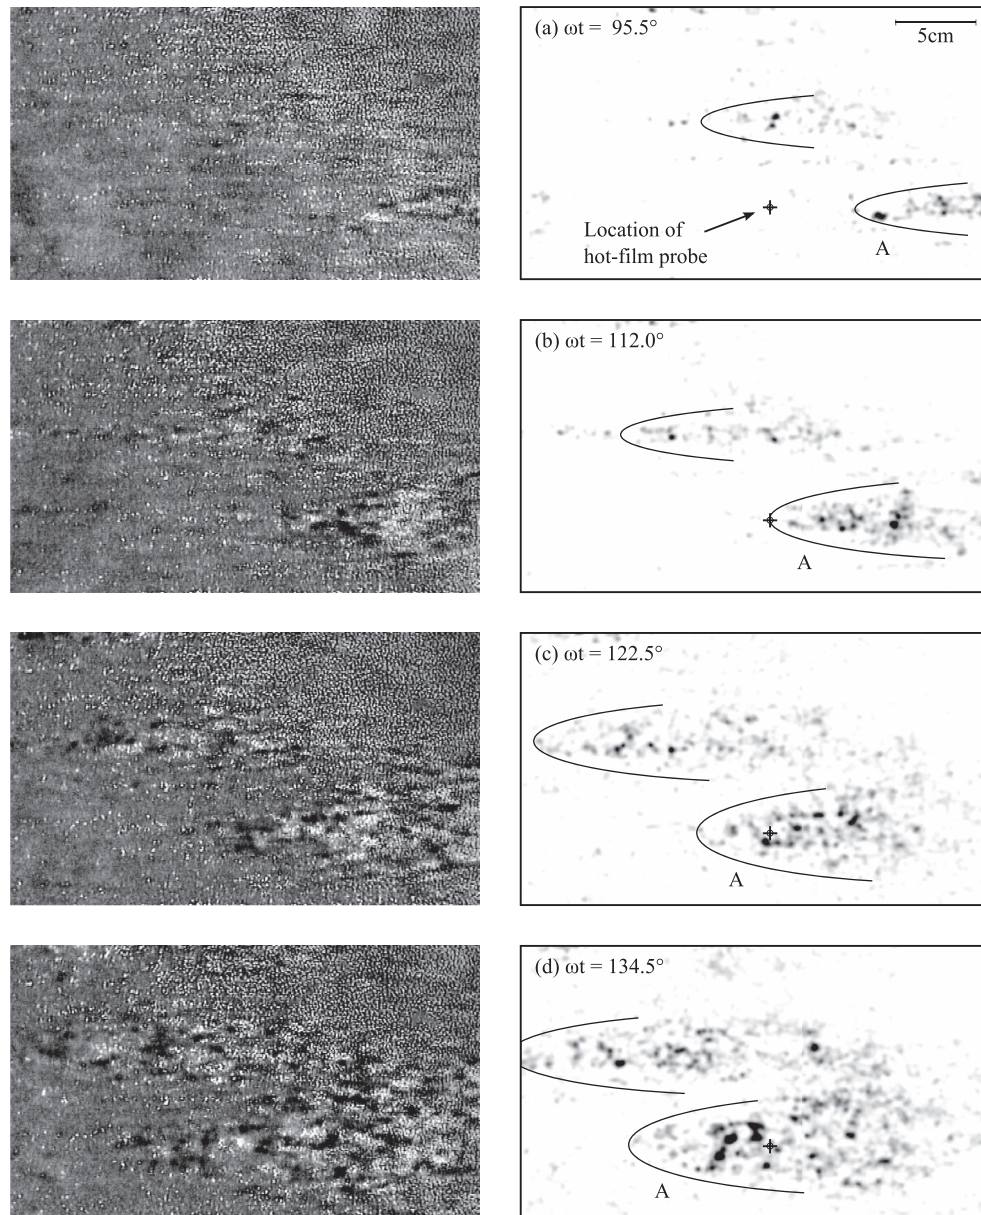 (a) ωt = 95.5°
5cm
Location of
hot-film probe
A
(b) ωt = 112.0°
A
(c) ωt = 122.5°
A
(d) ωt = 134.5°
A